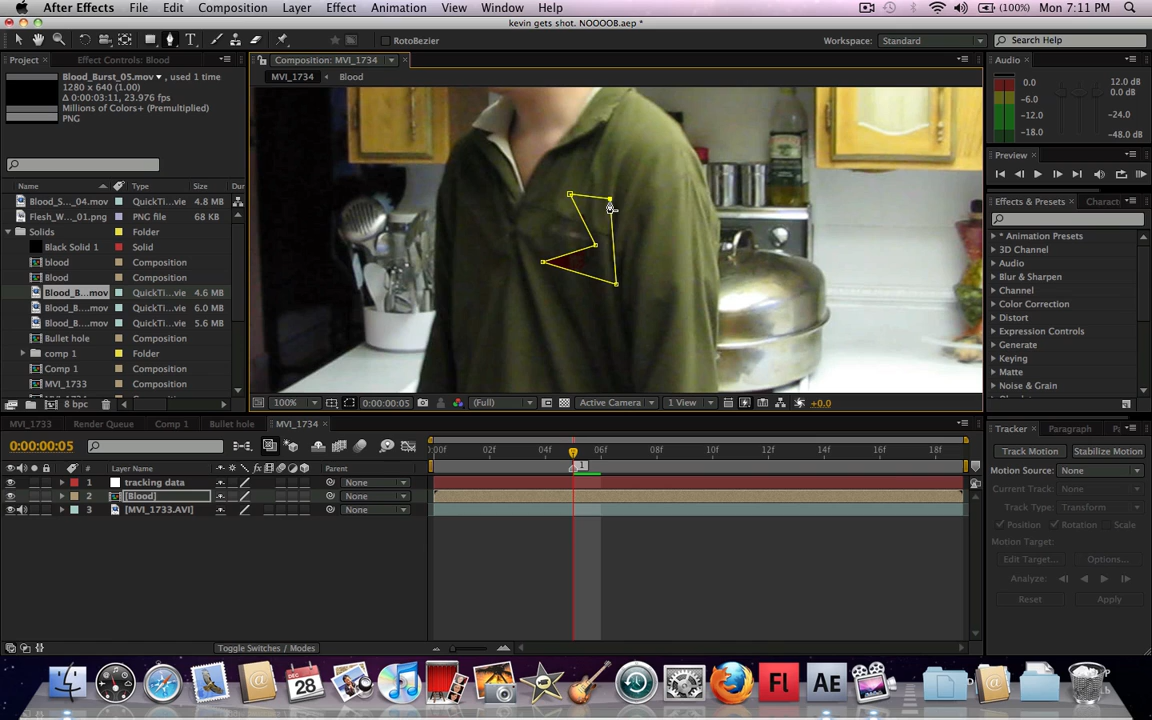 After Effects File Edit Composition Layer Effect Animation View Window Help (100%) Mon 7:11 PM
kevin gets shot. NOOOOB.aep *
RotoBezier Workspace: Standard Search Help
Project Effect Controls: Blood
Composition: MVI_1734
Audio
MVI_1734 Blood
Blood_Burst_05.mov , used 1 time
1280 x 640 (1.00)
Δ 0:00:03:11, 23.976 fps
Millions of Colors+ (Premultiplied)
PNG
0.0 12.0 dB
-6.0 0.0 dB
-12.0 -24.0
-18.0 -48.0 dB
Preview
Name Type Size Dur
Blood_S..._04.mov QuickTi...vie 4.8 MB
Flesh_W..._01.png PNG file 68 KB
Solids Folder
Black Solid 1 Solid
blood Composition
Blood Composition
Blood_B...mov QuickTi...vie 4.6 MB
Blood_B...mov QuickTi...vie 6.0 MB
Blood_B...mov QuickTi...vie 5.6 MB
Bullet hole Composition
comp 1 Folder
Comp 1 Composition
MVI_1733 Composition
8 bpc
Effects & Presets Charact
* Animation Presets
3D Channel
Audio
Blur & Sharpen
Channel
Color Correction
Distort
Expression Controls
Generate
Keying
Matte
Noise & Grain
100% 0:00:00:05 (Full) Active Camera 1 View +0.0
MVI_1733 Render Queue Comp 1 Bullet hole MVI_1734
0:00:00:05
:00f 02f 04f 06f 08f 10f 12f 14f 16f 18f
1
# Layer Name Parent
1 tracking data None
2 [Blood] None
3 [MVI_1733.AVI] None
Toggle Switches / Modes
Tracker Paragraph
Track Motion Stabilize Motion
Motion Source: None
Current Track: None
Track Type: Transform
Position Rotation Scale
Motion Target:
Edit Target... Options...
Analyze:
Reset Apply
DEC
28
Fl
AE